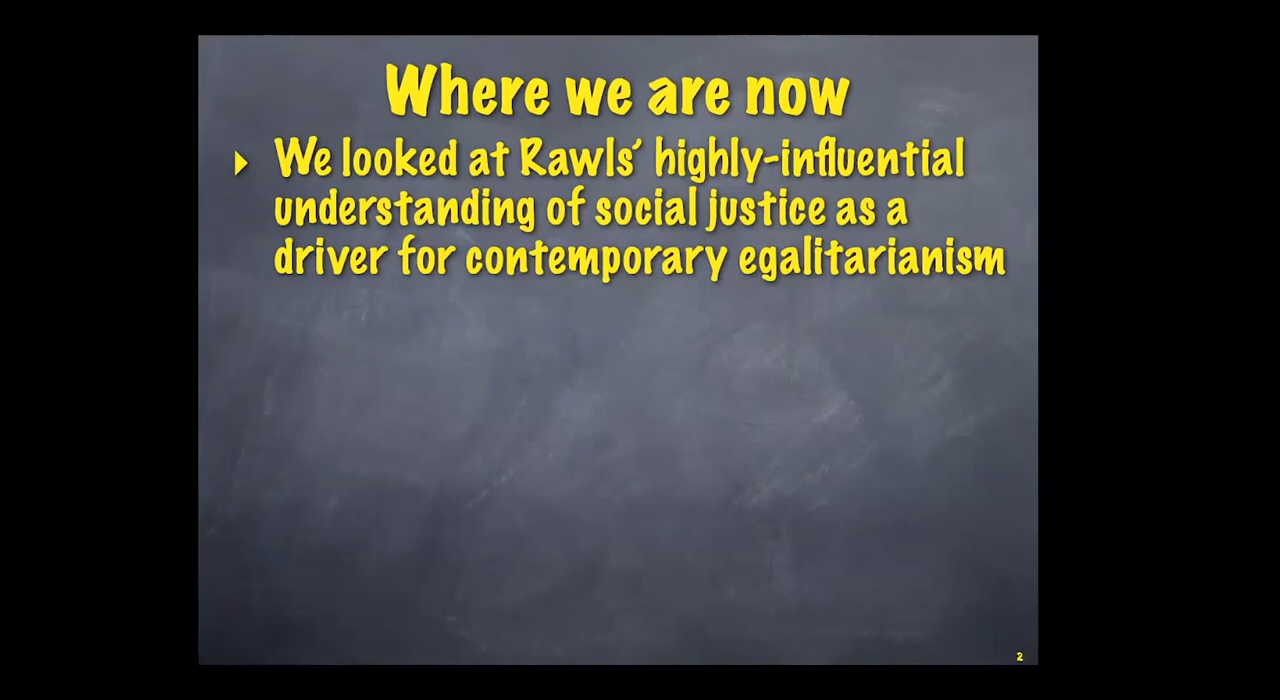 Where we are now
We looked at Rawls’ highly-influential
understanding of social justice as a
driver for contemporary egalitarianism
2